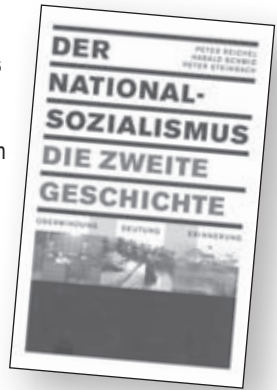 PETER REICHEL
HARALD SCHMID
PETER STEINBACH
DER
NATIONAL-
SOZIALISMUS
DIE ZWEITE
GESCHICHTE
ÜBERWINDUNG DEUTUNG ERINNERUNG